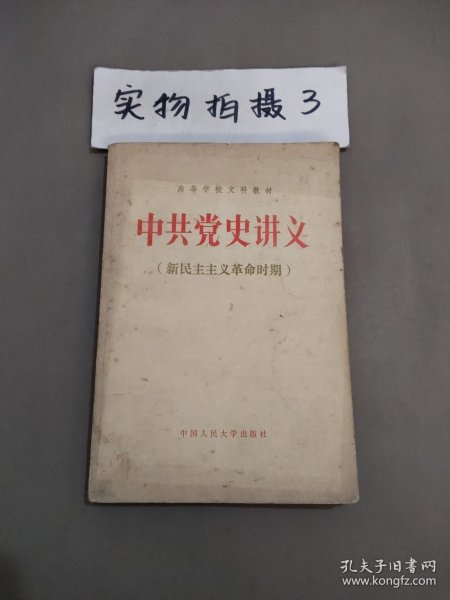 实物拍摄3
高等学校文科教材
中共党史讲义
（新民主主义革命时期）
中国人民大学出版社
孔夫子旧书网
www.kongfz.com